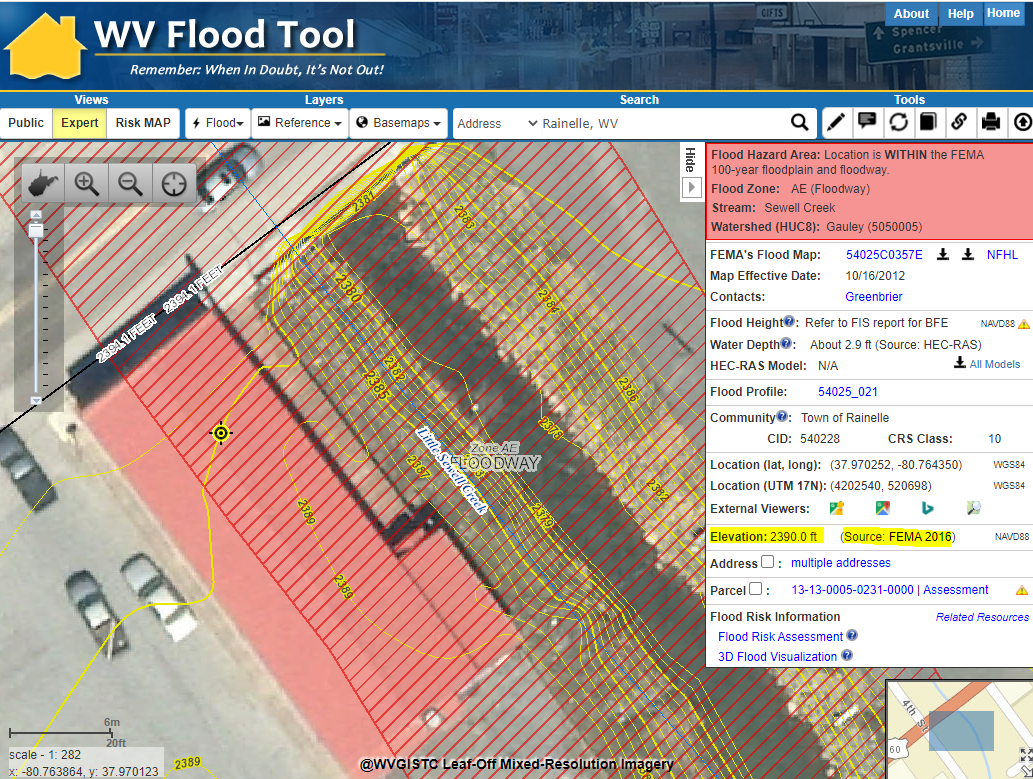 WV Flood Tool
Remember: When In Doubt, It's Not Out!
GIFTS
Spencer
Grantsville
About Help Home
Views Layers Search Tools
Public Expert Risk MAP Flood Reference Basemaps Address Rainelle, WV
Hide
Flood Hazard Area: Location is WITHIN the FEMA
100-year floodplain and floodway.
Flood Zone: AE (Floodway)
Stream: Sewell Creek
Watershed (HUC8): Gauley (5050005)
FEMA's Flood Map: 54025C0357E NFHL
Map Effective Date: 10/16/2012
Contacts: Greenbrier
Flood Height: Refer to FIS report for BFE NAVD88
Water Depth: About 2.9 ft (Source: HEC-RAS)
HEC-RAS Model: N/A All Models
Flood Profile: 54025_021
Community: Town of Rainelle
CID: 540228 CRS Class: 10
Location (lat, long): (37.970252, -80.764350) WGS84
Location (UTM 17N): (4202540, 520698) WGS84
External Viewers:
Elevation: 2390.0 ft (Source: FEMA 2016) NAVD88
Address : multiple addresses
Parcel : 13-13-0005-0231-0000 | Assessment
Flood Risk Information Related Resources
Flood Risk Assessment
3D Flood Visualization
2381
2383
2380
2384
2394.1 FEET 2394.1 FEET
2382
2385
2386
2378
Little Sewell Creek
Zone AE
FLOODWAY
2387
2382
2379
2389
2389
4th St
60
6m
20ft
scale - 1: 282
x: -80.763864, y: 37.970123
2389
@WVGISTC Leaf-Off Mixed-Resolution Imagery